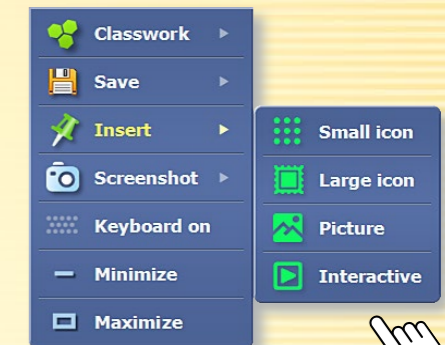 Classwork
Save
Insert
Screenshot
Keyboard on
Minimize
Maximize
Small icon
Large icon
Picture
Interactive